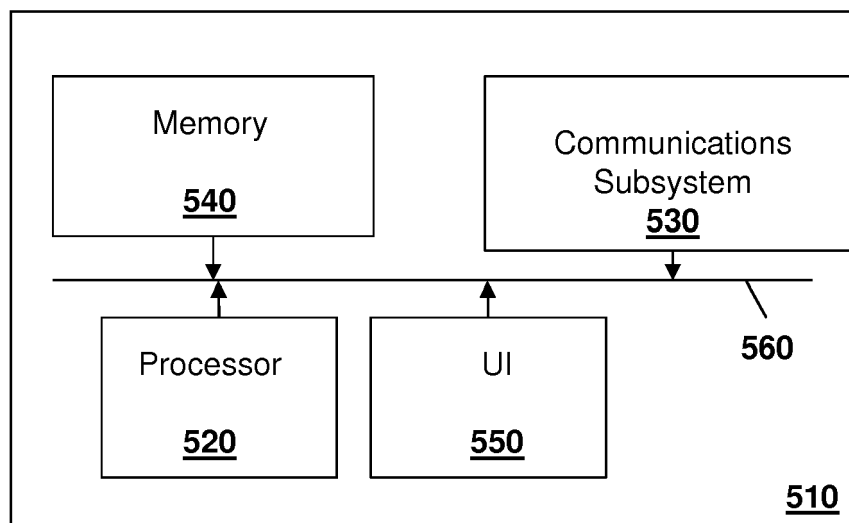 Memory
540
Communications
Subsystem
530
560
Processor
520
UI
550
510